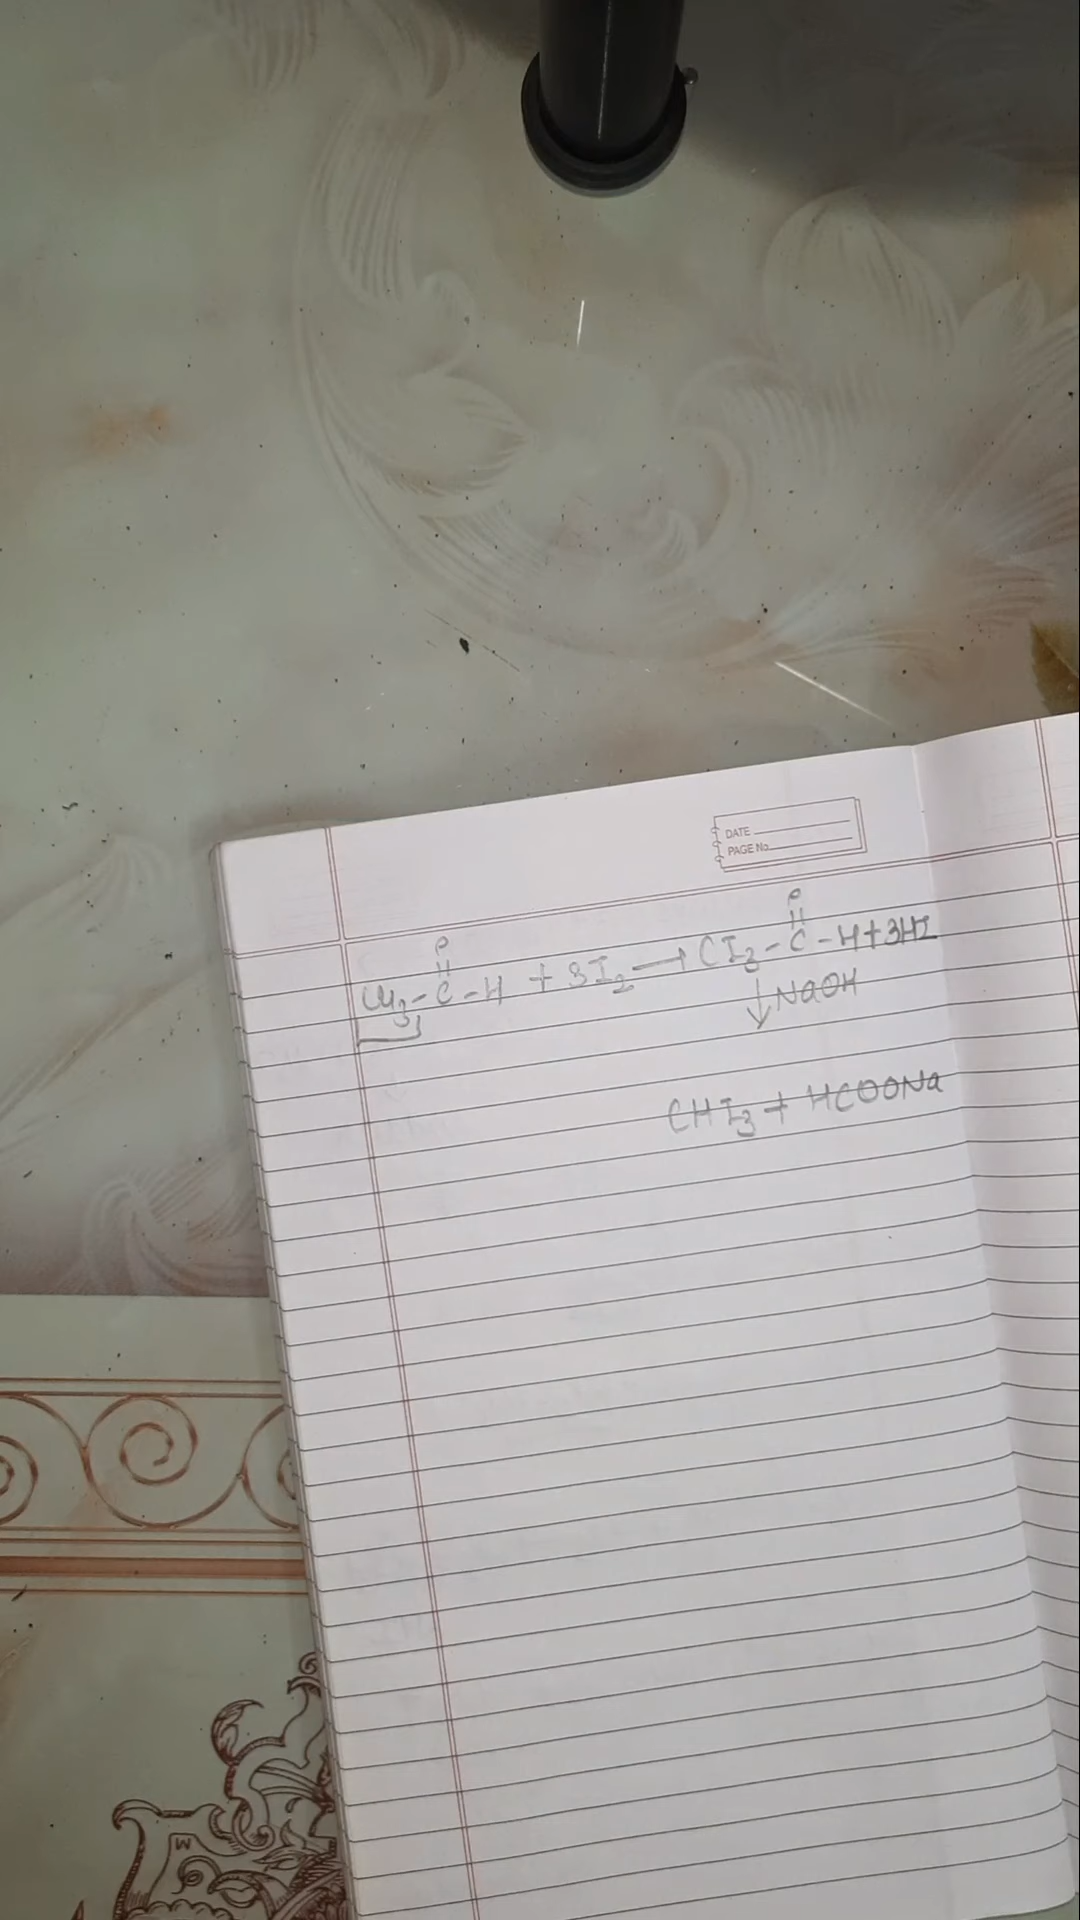 DATE
PAGE No.
O O
|| ||
CH3-C-H + 3I2 → CI3-C-H+3HI
↓NaOH
CHI3+ HCOONa
M